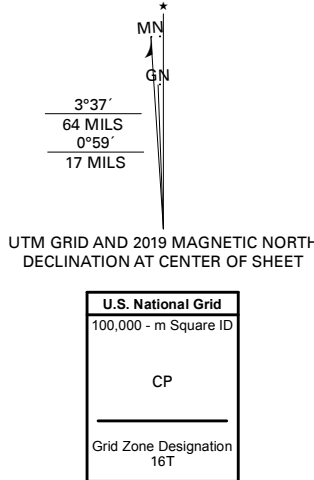 MN
GN
3°37´
64 MILS
0°59´
17 MILS
UTM GRID AND 2019 MAGNETIC NORTH
DECLINATION AT CENTER OF SHEET
U.S. National Grid
100,000 - m Square ID
CP
Grid Zone Designation
16T